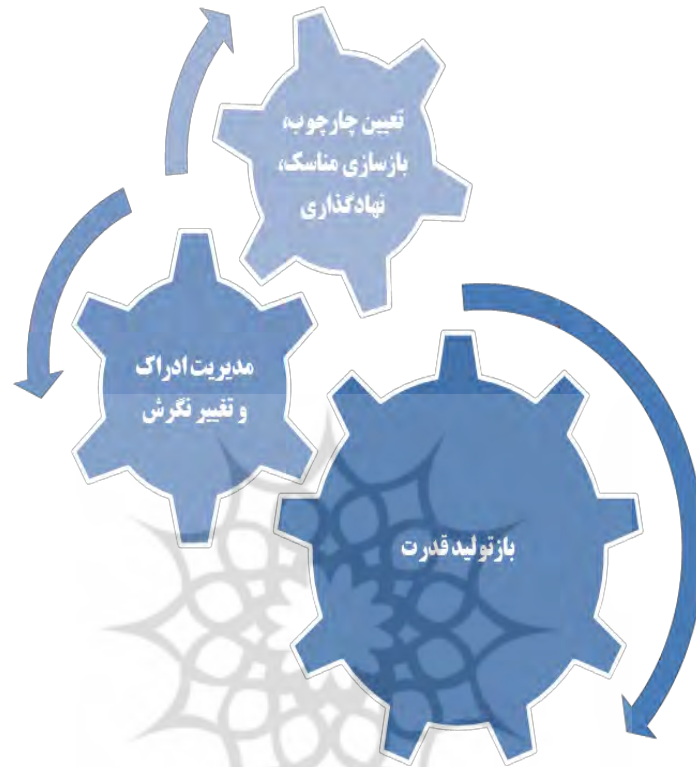 تعیین چارچوب،
بازسازی مناسک،
نهادگذاری
مدیریت ادراک
و تغییر نگرش
بازتولید قدرت